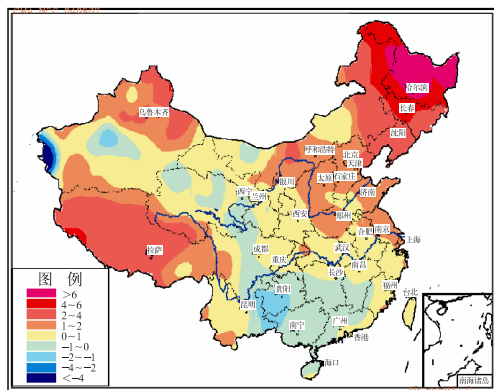 哈尔滨
长春
乌鲁木齐
沈阳
呼和浩特
北京
天津
石家庄
太原
银川
济南
西宁
兰州
西安
郑州
合肥
南京
上海
拉萨
成都
武汉
重庆
南昌
长沙
贵阳
福州
台北
昆明
南宁
广州
香港
海口
图 例
>6
4~6
2~4
1~2
0~1
-1~0
-2~-1
-4~-2
<-4
南海诸岛